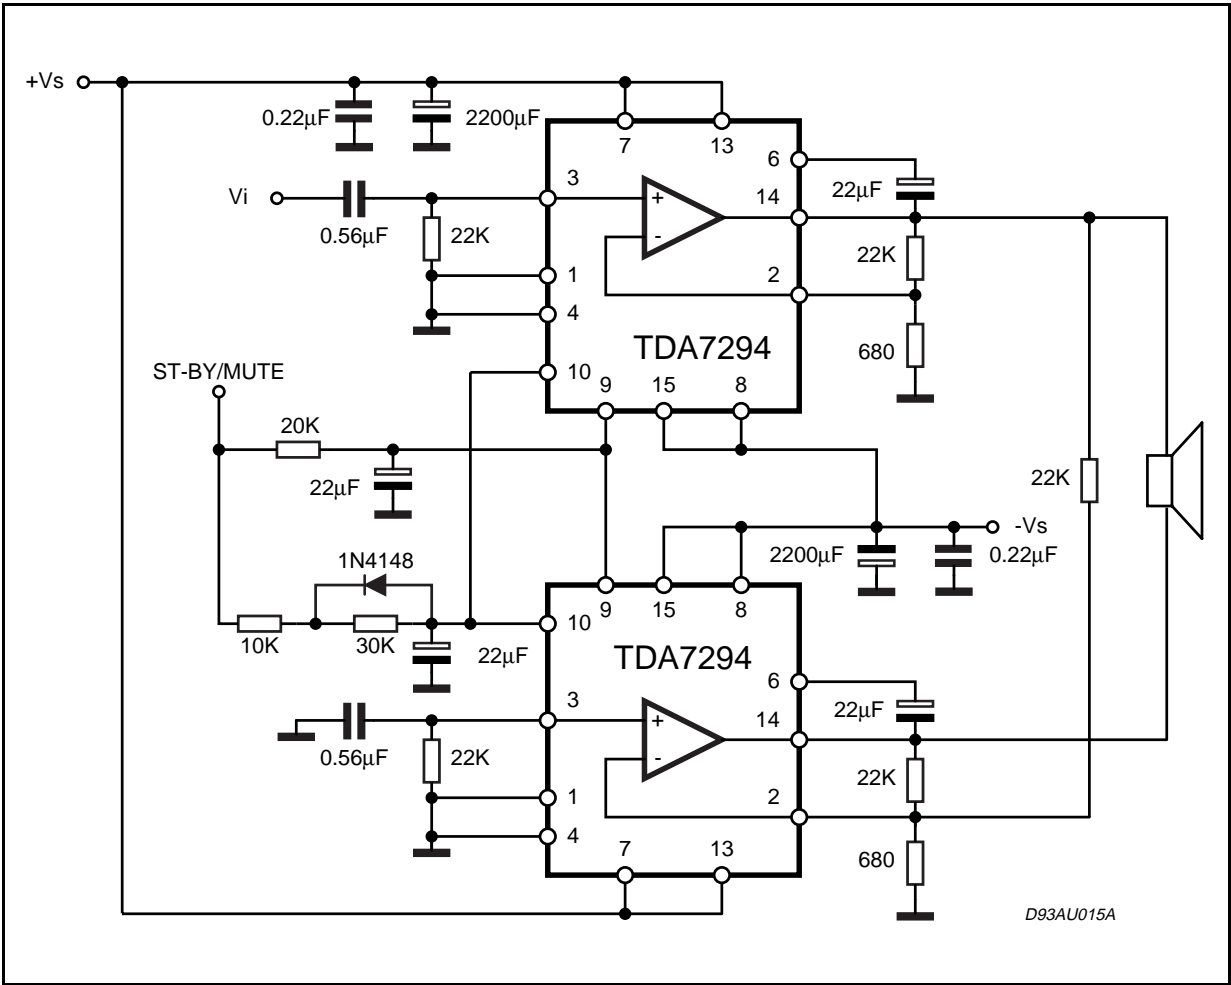 +Vs
0.22µF
2200µF
7
13
6
22µF
Vi
3
+
14
0.56µF
22K
-
22K
1
2
4
TDA7294
680
ST-BY/MUTE
10
9
15
8
20K
22µF
22K
-Vs
2200µF
0.22µF
1N4148
9
15
8
10
10K
30K
22µF
TDA7294
6
3
22µF
+
14
0.56µF
22K
-
22K
1
2
4
7
13
680
D93AU015A